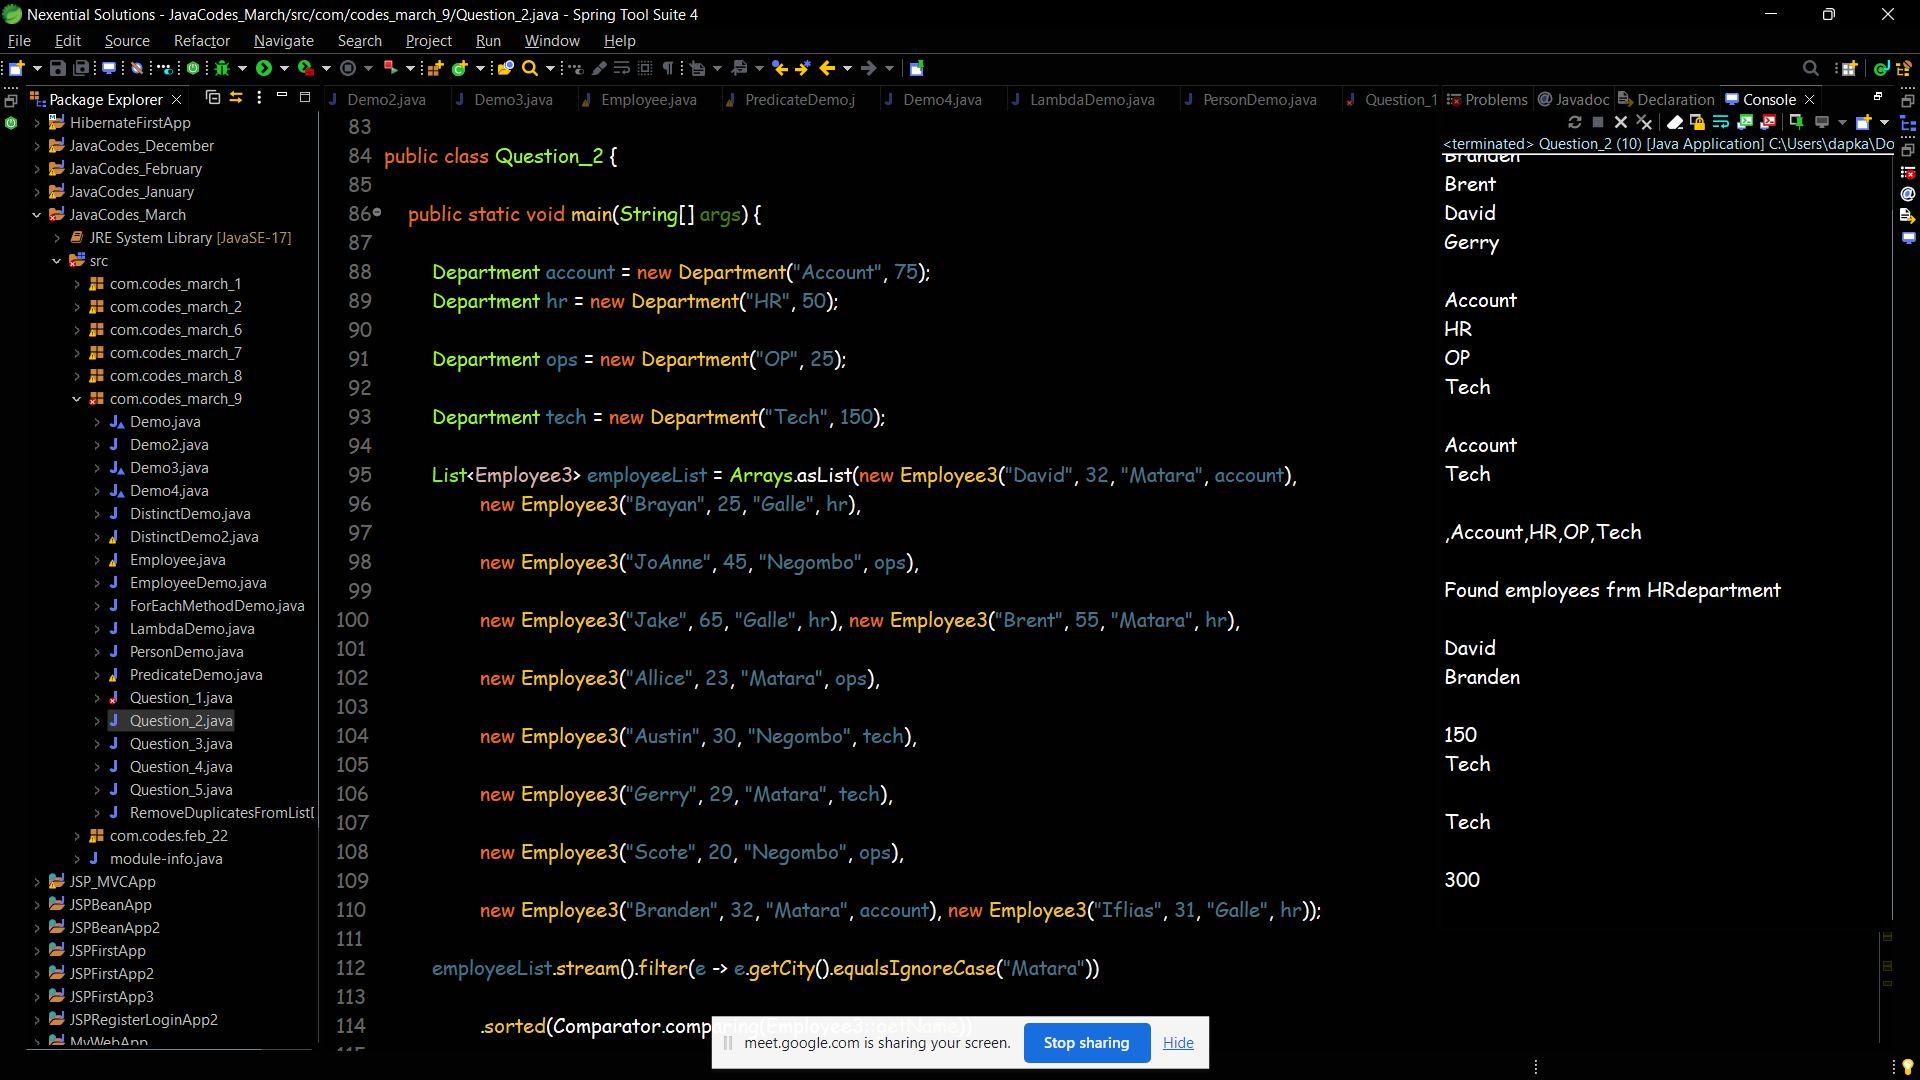 Nexential Solutions - JavaCodes_March/src/com/codes_march_9/Question_2.java - Spring Tool Suite 4
File Edit Source Refactor Navigate Search Project Run Window Help
Package Explorer
HibernateFirstApp
JavaCodes_December
JavaCodes_February
JavaCodes_January
JavaCodes_March
JRE System Library [JavaSE-17]
src
com.codes_march_1
com.codes_march_2
com.codes_march_6
com.codes_march_7
com.codes_march_8
com.codes_march_9
Demo.java
Demo2.java
Demo3.java
Demo4.java
DistinctDemo.java
DistinctDemo2.java
Employee.java
EmployeeDemo.java
ForEachMethodDemo.java
LambdaDemo.java
PersonDemo.java
PredicateDemo.java
Question_1.java
Question_2.java
Question_3.java
Question_4.java
Question_5.java
RemoveDuplicatesFromList
com.codes.feb_22
module-info.java
JSP_MVCApp
JSPBeanApp
JSPBeanApp2
JSPFirstApp
JSPFirstApp2
JSPFirstApp3
JSPRegisterLoginApp2
MyWebApp
Demo2.java Demo3.java Employee.java PredicateDemo.j Demo4.java LambdaDemo.java PersonDemo.java Question_1
83
84 public class Question_2 {
85
86 public static void main(String[] args) {
87
88 Department account = new Department("Account", 75);
89 Department hr = new Department("HR", 50);
90
91 Department ops = new Department("OP", 25);
92
93 Department tech = new Department("Tech", 150);
94
95 List<Employee3> employeeList = Arrays.asList(new Employee3("David", 32, "Matara", account),
96 new Employee3("Brayan", 25, "Galle", hr),
97
98 new Employee3("JoAnne", 45, "Negombo", ops),
99
100 new Employee3("Jake", 65, "Galle", hr), new Employee3("Brent", 55, "Matara", hr),
101
102 new Employee3("Allice", 23, "Matara", ops),
103
104 new Employee3("Austin", 30, "Negombo", tech),
105
106 new Employee3("Gerry", 29, "Matara", tech),
107
108 new Employee3("Scote", 20, "Negombo", ops),
109
110 new Employee3("Branden", 32, "Matara", account), new Employee3("Iflias", 31, "Galle", hr));
111
112 employeeList.stream().filter(e -> e.getCity().equalsIgnoreCase("Matara"))
113
114 .sorted(Comparator.comparing(Employee3::getName))
Problems Javadoc Declaration Console
<terminated> Question_2 (10) [Java Application] C:\Users\dapka\Do
Branden
Brent
David
Gerry
Account
HR
OP
Tech
Account
Tech
,Account,HR,OP,Tech
Found employees frm HRdepartment
David
Branden
150
Tech
Tech
300
meet.google.com is sharing your screen. Stop sharing Hide